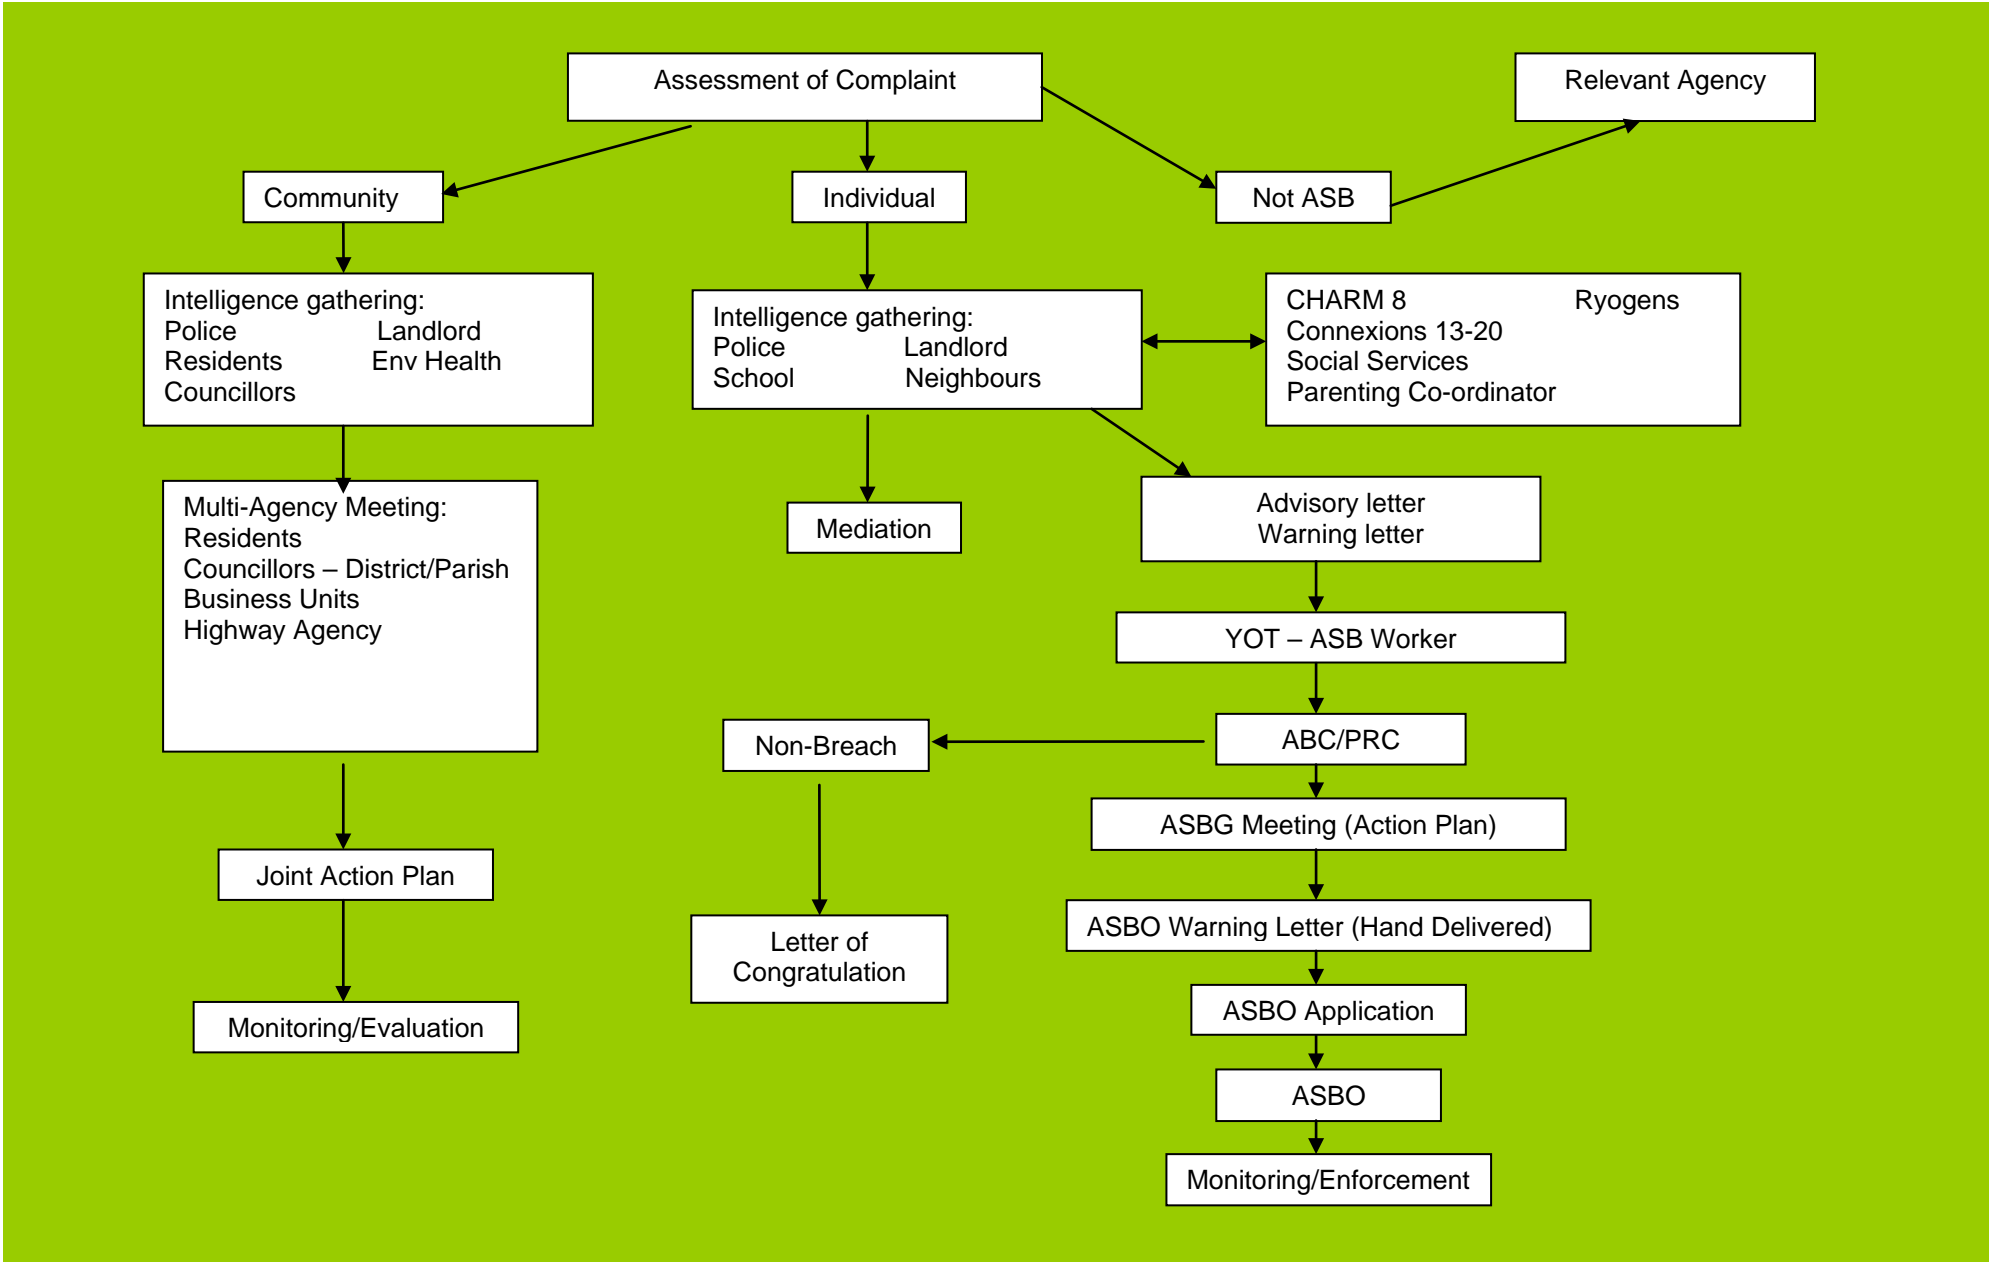 Assessment of Complaint
Relevant Agency
Community
Individual
Not ASB
Intelligence gathering:
Police Landlord
Residents Env Health
Councillors
Intelligence gathering:
Police Landlord
School Neighbours
CHARM 8 Ryogens
Connexions 13-20
Social Services
Parenting Co-ordinator
Multi-Agency Meeting:
Residents
Councillors – District/Parish
Business Units
Highway Agency
Mediation
Advisory letter
Warning letter
YOT – ASB Worker
Non-Breach
ABC/PRC
ASBG Meeting (Action Plan)
Joint Action Plan
Letter of
Congratulation
ASBO Warning Letter (Hand Delivered)
Monitoring/Evaluation
ASBO Application
ASBO
Monitoring/Enforcement